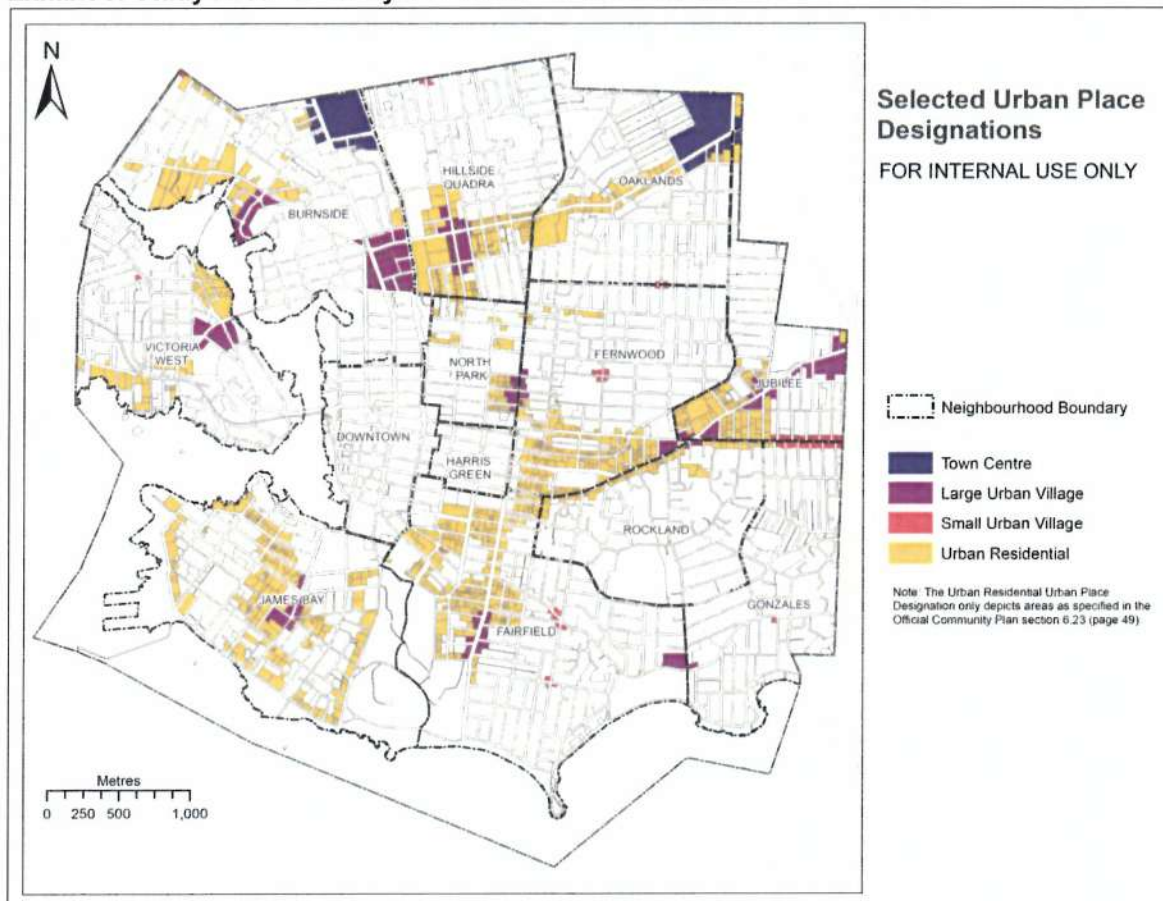 N
Selected Urban Place
Designations
FOR INTERNAL USE ONLY
HILLSIDE
QUADRA
OAKLANDS
BURNSIDE
VICTORIA
WEST
NORTH
PARK
FERNWOOD
JUBILEE
DOWNTOWN
HARRIS
GREEN
ROCKLAND
JAMES BAY
FAIRFIELD
GONZALES
Neighbourhood Boundary
Town Centre
Large Urban Village
Small Urban Village
Urban Residential
Note: The Urban Residential Urban Place
Designation only depicts areas as specified in the
Official Community Plan section 6.23 (page 49)
Metres
0 250 500 1,000